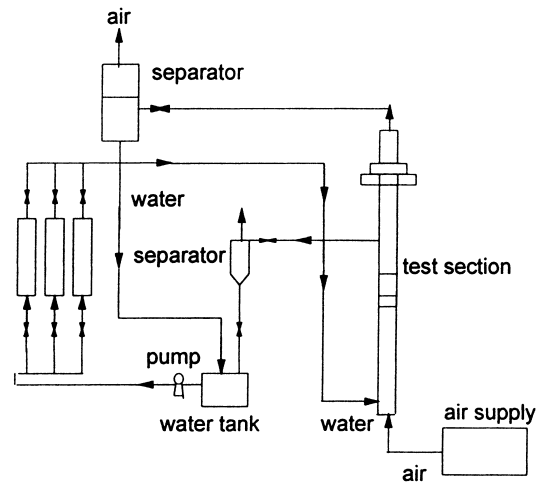 air
separator
water
separator
test section
pump
water tank
water
air supply
air